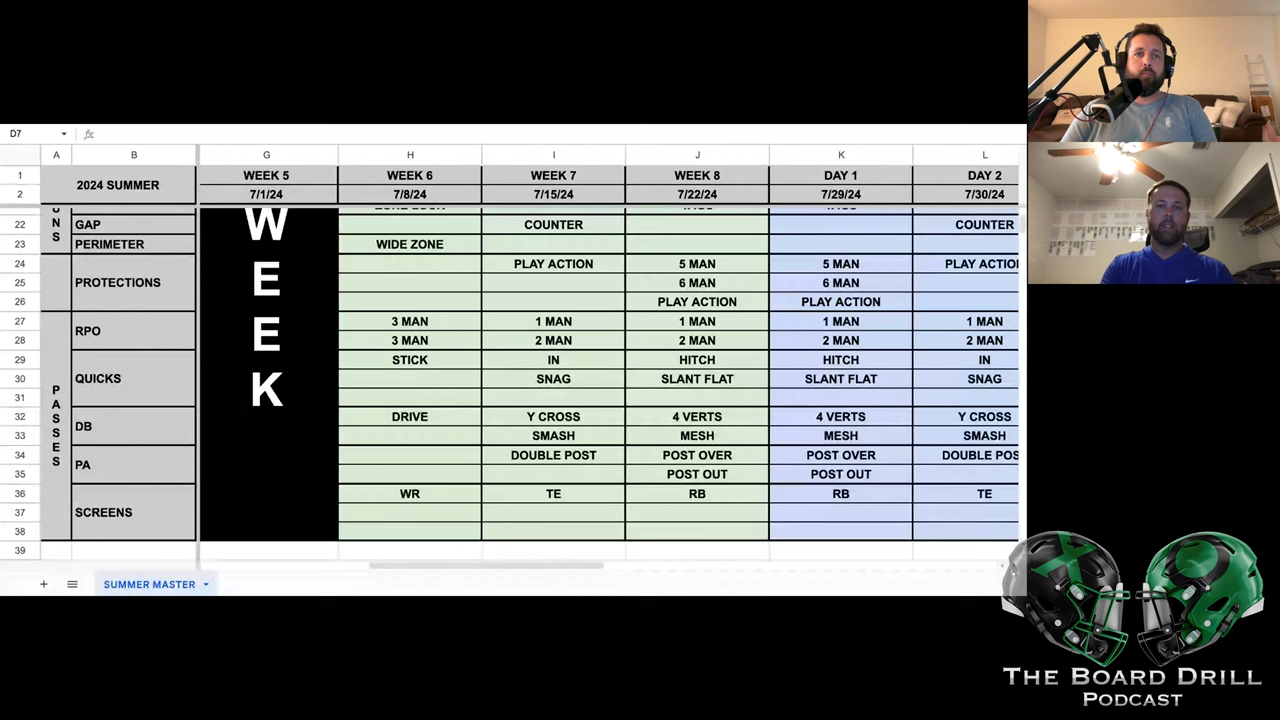 D7 fx
A B G H I J K L
1 2024 SUMMER WEEK 5 WEEK 6 WEEK 7 WEEK 8 DAY 1 DAY 2
2 7/1/24 7/8/24 7/15/24 7/22/24 7/29/24 7/30/24
UNS
WEEK
22 GAP COUNTER COUNTER
23 PERIMETER WIDE ZONE
24 PROTECTIONS PLAY ACTION 5 MAN 5 MAN PLAY ACTION
25 6 MAN 6 MAN
26 PLAY ACTION PLAY ACTION
PASSES
27 RPO 3 MAN 1 MAN 1 MAN 1 MAN 1 MAN
28 3 MAN 2 MAN 2 MAN 2 MAN 2 MAN
29 QUICKS STICK IN HITCH HITCH IN
30 SNAG SLANT FLAT SLANT FLAT SNAG
31
32 DB DRIVE Y CROSS 4 VERTS 4 VERTS Y CROSS
33 SMASH MESH MESH SMASH
34 PA DOUBLE POST POST OVER POST OVER DOUBLE POS
35 POST OUT POST OUT
36 SCREENS WR TE RB RB TE
37
38
39
+ SUMMER MASTER
THE BOARD DRILL
PODCAST